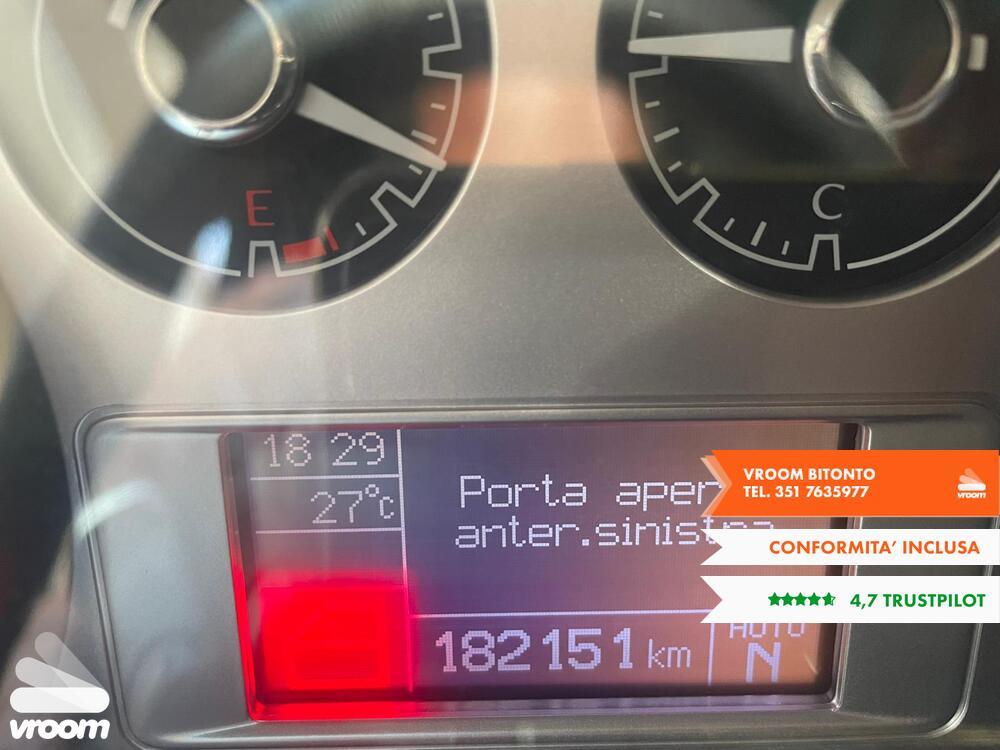 E
C
18 29
27°C
Porta aper
anter.sinistra
182151 km
AUTO
N
VROOM BITONTO
TEL. 351 7635977
vroom
CONFORMITA’ INCLUSA
4,7 TRUSTPILOT
vroom